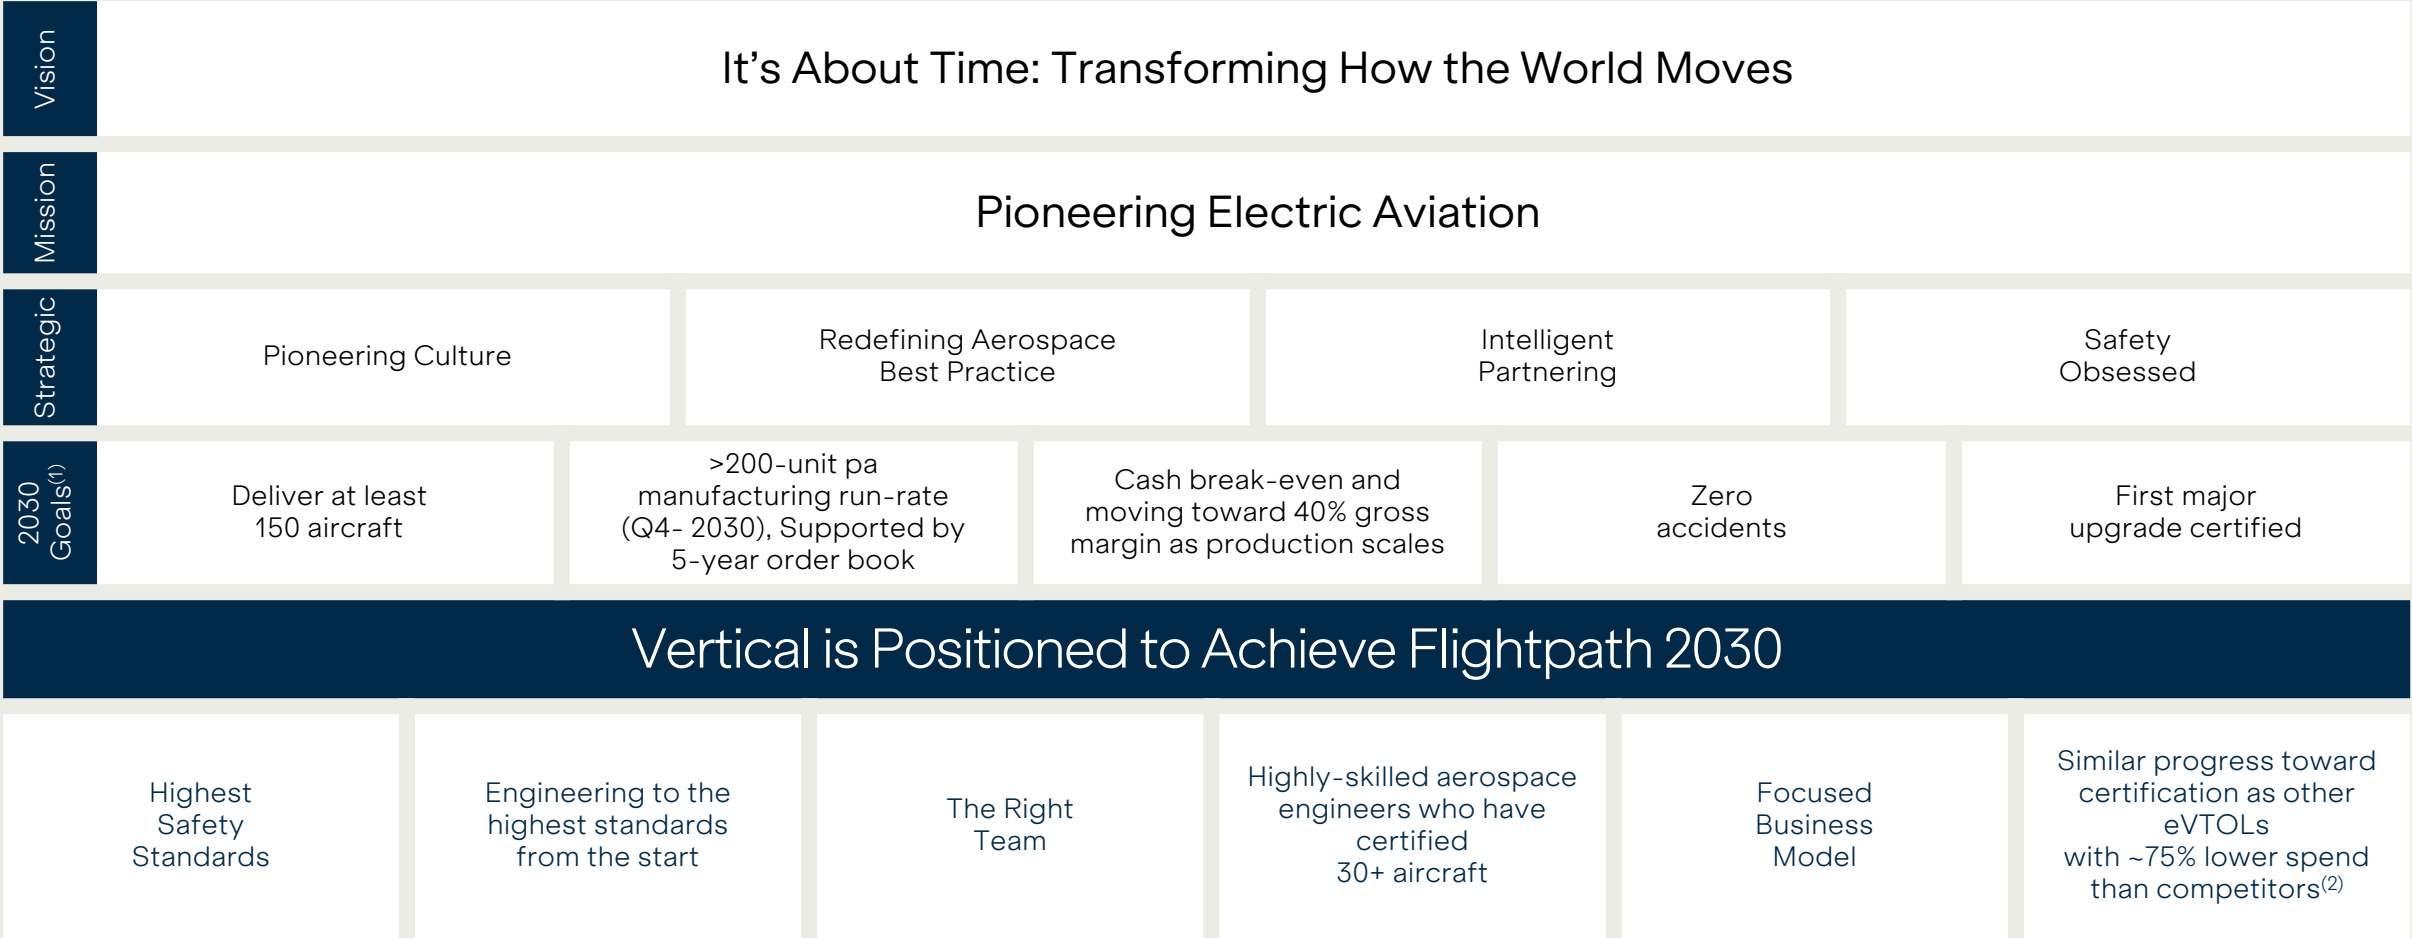 Vision
It's About Time: Transforming How the World Moves
Mission
Pioneering Electric Aviation
Strategic
Pioneering Culture
Redefining Aerospace
Best Practice
Intelligent
Partnering
Safety
Obsessed
2030
Goals(1)
Deliver at least
150 aircraft
>200-unit pa
manufacturing run-rate
(Q4- 2030), Supported by
5-year order book
Cash break-even and
moving toward 40% gross
margin as production scales
Zero
accidents
First major
upgrade certified
Vertical is Positioned to Achieve Flightpath 2030
Highest
Safety
Standards
Engineering to the
highest standards
from the start
The Right
Team
Highly-skilled aerospace
engineers who have
certified
30+ aircraft
Focused
Business
Model
Similar progress toward
certification as other
eVTOLs
with ~75% lower spend
than competitors(2)